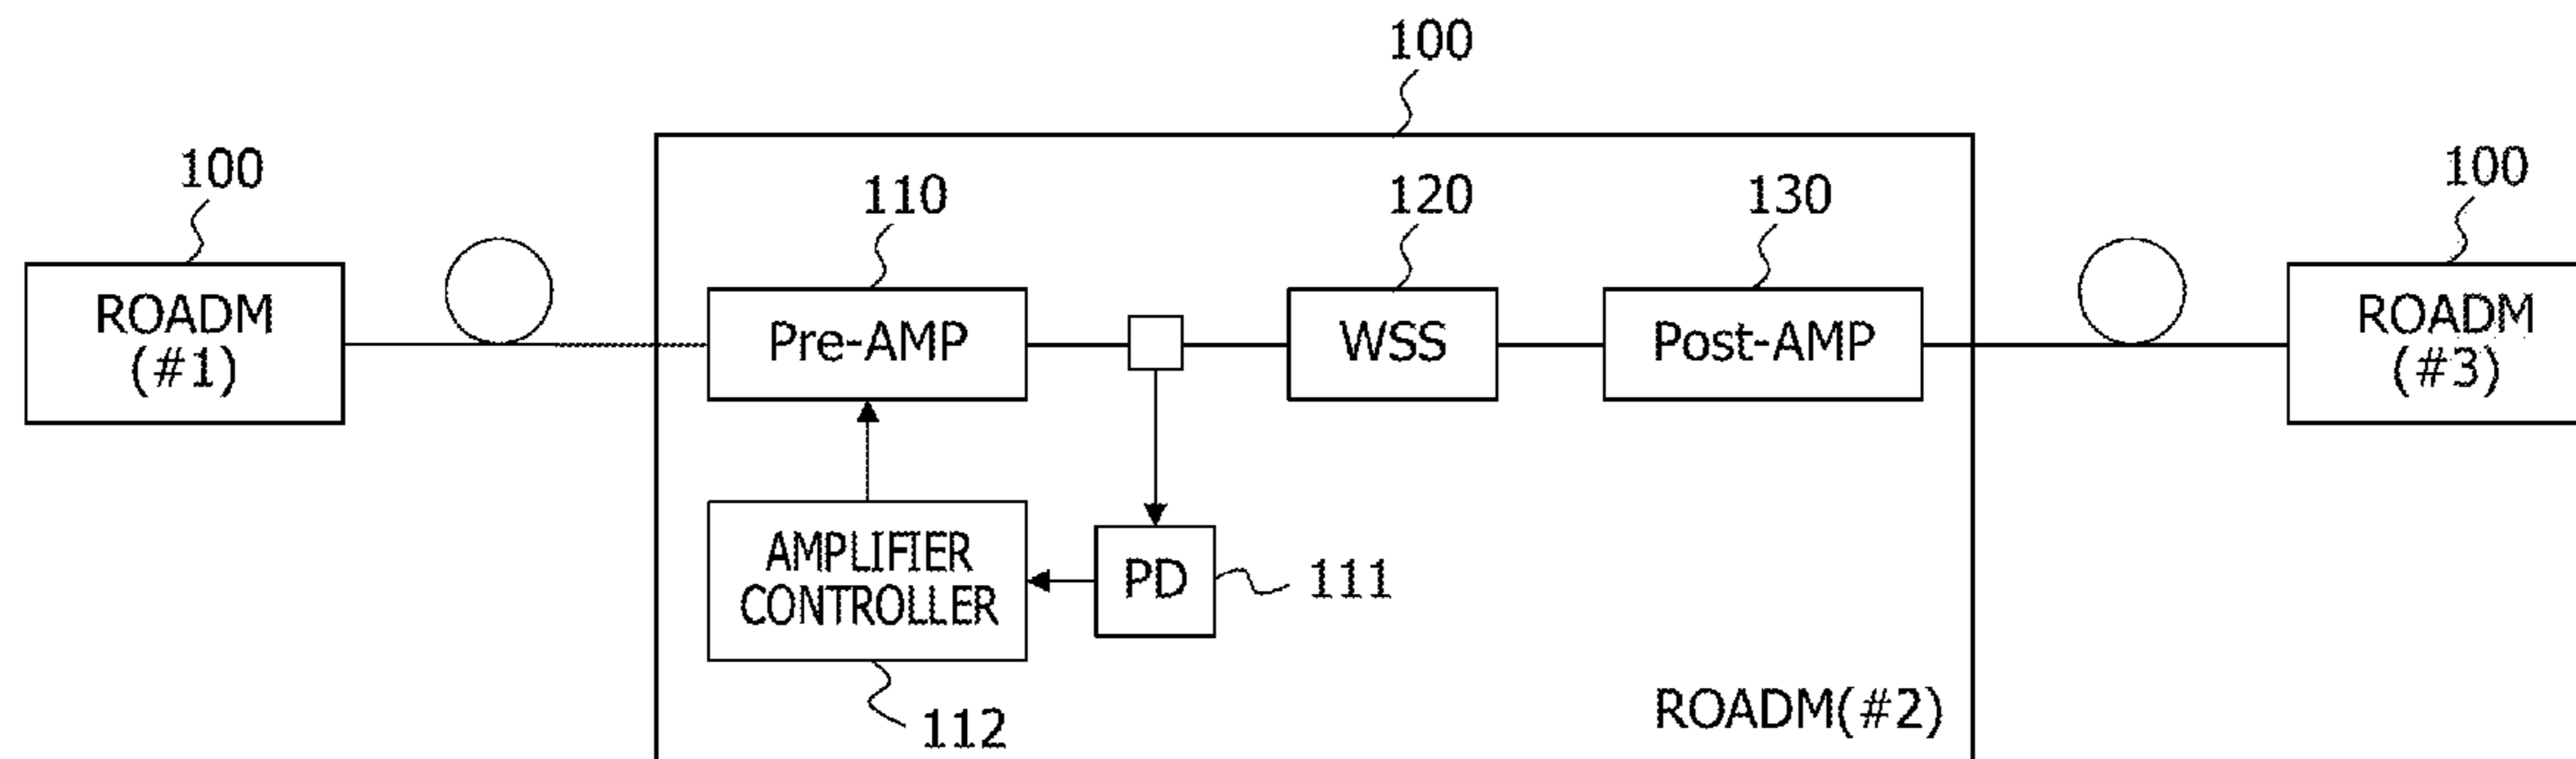 100
100
100
110
120
130
ROADM
(#1)
Pre-AMP
WSS
Post-AMP
ROADM
(#3)
AMPLIFIER
CONTROLLER
PD
111
112
ROADM(#2)